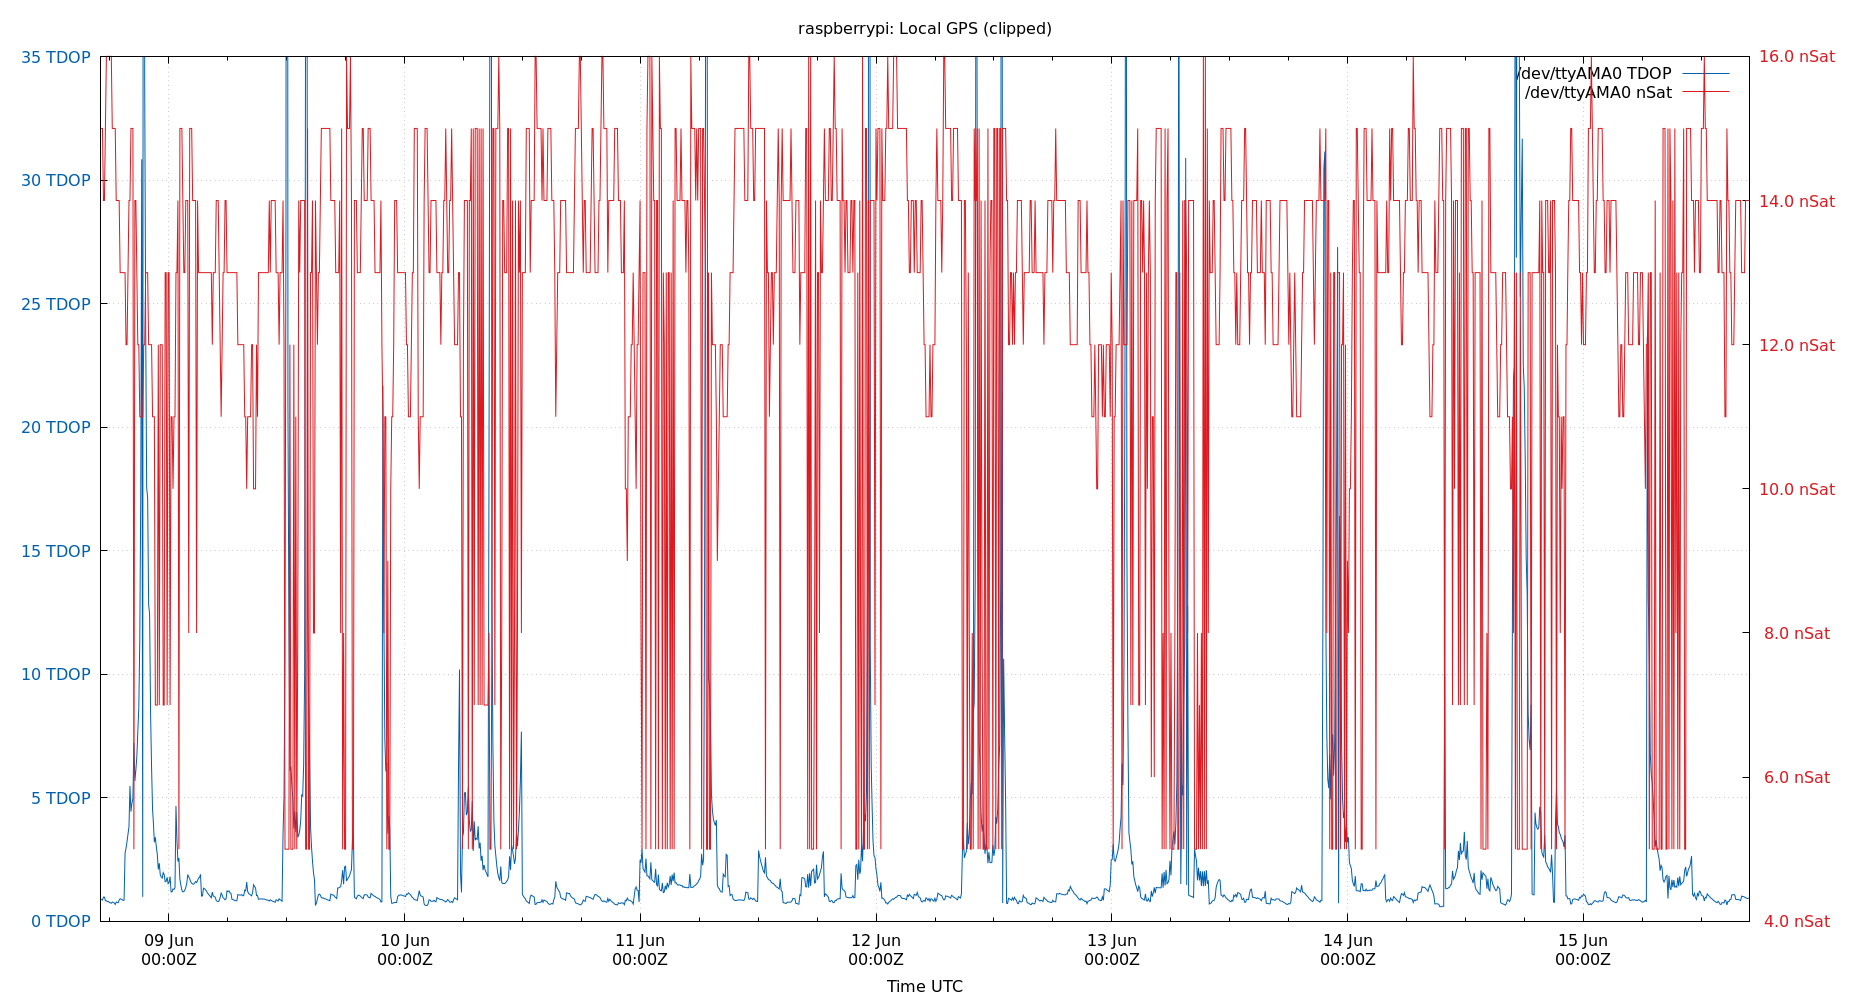 raspberrypi: Local GPS (clipped)
35 TDOP
30 TDOP
25 TDOP
20 TDOP
15 TDOP
10 TDOP
5 TDOP
0 TDOP
16.0 nSat
14.0 nSat
12.0 nSat
10.0 nSat
8.0 nSat
6.0 nSat
4.0 nSat
/dev/ttyAMA0 TDOP
/dev/ttyAMA0 nSat
09 Jun
00:00Z
10 Jun
00:00Z
11 Jun
00:00Z
12 Jun
00:00Z
13 Jun
00:00Z
14 Jun
00:00Z
15 Jun
00:00Z
Time UTC